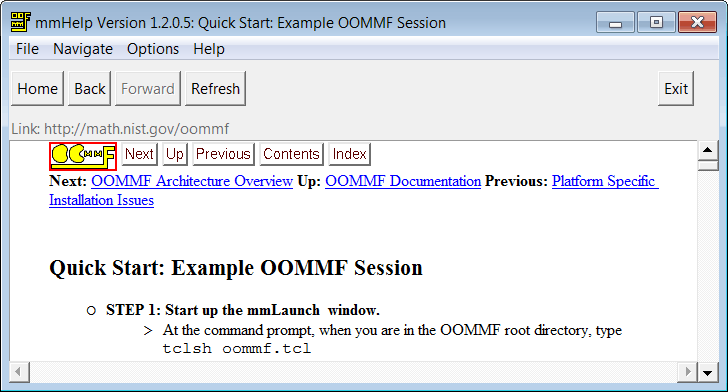 mmHelp Version 1.2.0.5: Quick Start: Example OOMMF Session
File Navigate Options Help
Home Back Forward Refresh Exit
Link: http://math.nist.gov/oommf
OOMMF Next Up Previous Contents Index
Next: OOMMF Architecture Overview Up: OOMMF Documentation Previous: Platform Specific
Installation Issues
Quick Start: Example OOMMF Session
STEP 1: Start up the mmLaunch window.
> At the command prompt, when you are in the OOMMF root directory, type
tclsh oommf.tcl